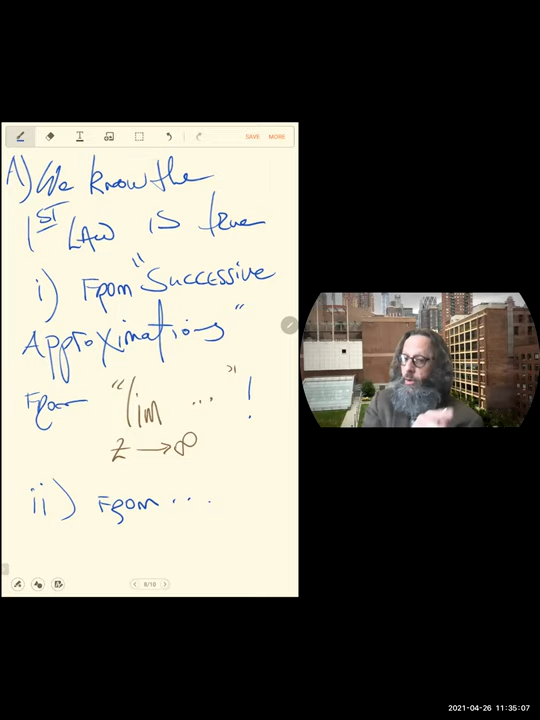 SAVE MORE
A) We know the
1ST LAW is true
i) From "Successive
Approximations"
From "lim ..." !
z → ∞
ii) From ...
8/10
2021-04-26 11:35:07